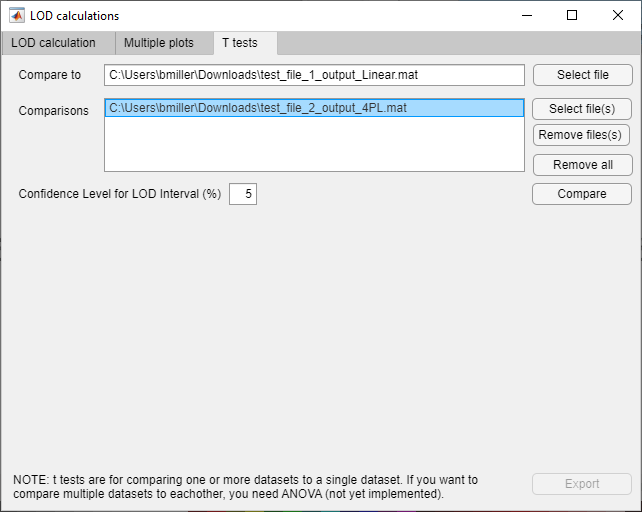 LOD calculations
LOD calculation
Multiple plots
T tests
Compare to
C:\Users\bmiller\Downloads\test_file_1_output_Linear.mat
Select file
Comparisons
C:\Users\bmiller\Downloads\test_file_2_output_4PL.mat
Select file(s)
Remove files(s)
Remove all
Confidence Level for LOD Interval (%)
5
Compare
NOTE: t tests are for comparing one or more datasets to a single dataset. If you want to
compare multiple datasets to eachother, you need ANOVA (not yet implemented).
Export